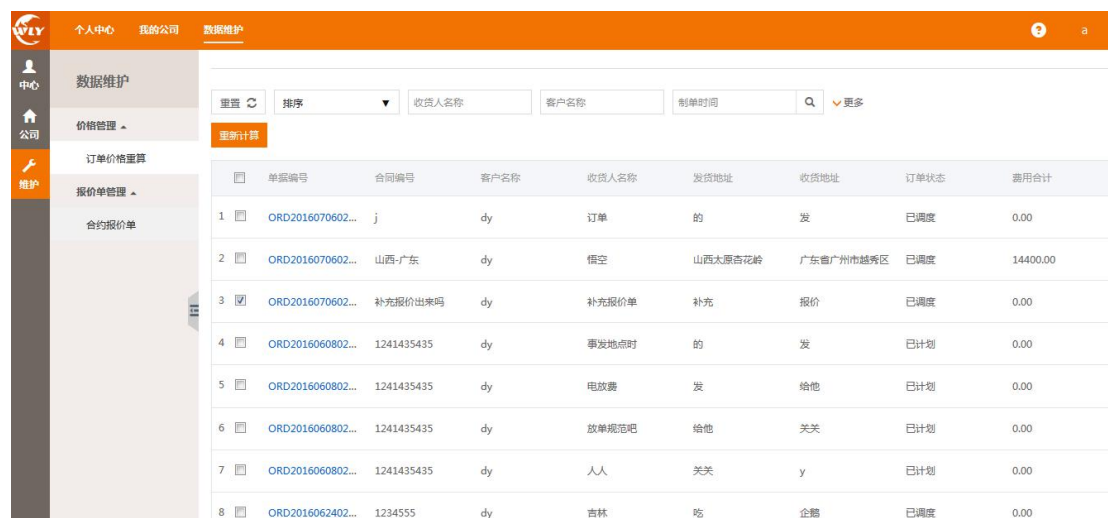 WLY 个人中心 我的公司 数据维护 ? a
中心
公司
维护
数据维护
价格管理
订单价格重算
报价单管理
合约报价单
重置 排序 收货人名称 客户名称 制单时间 更多
重新计算
单据编号 合同编号 客户名称 收货人名称 发货地址 收货地址 订单状态 费用合计
1 ORD2016070602... j dy 订单 的 发 已调度 0.00
2 ORD2016070602... 山西-广东 dy 悟空 山西太原杏花岭 广东省广州市越秀区 已调度 14400.00
3 ORD2016070602... 补充报价出来吗 dy 补充报价单 补充 报价 已调度 0.00
4 ORD2016060802... 1241435435 dy 事发地点时 的 发 已计划 0.00
5 ORD2016060802... 1241435435 dy 电放费 发 给他 已计划 0.00
6 ORD2016060802... 1241435435 dy 放单规范吧 给他 关关 已计划 0.00
7 ORD2016060802... 1241435435 dy 人人 关关 y 已计划 0.00
8 ORD2016062402... 1234555 dy 吉林 吃 企鹅 已调度 0.00